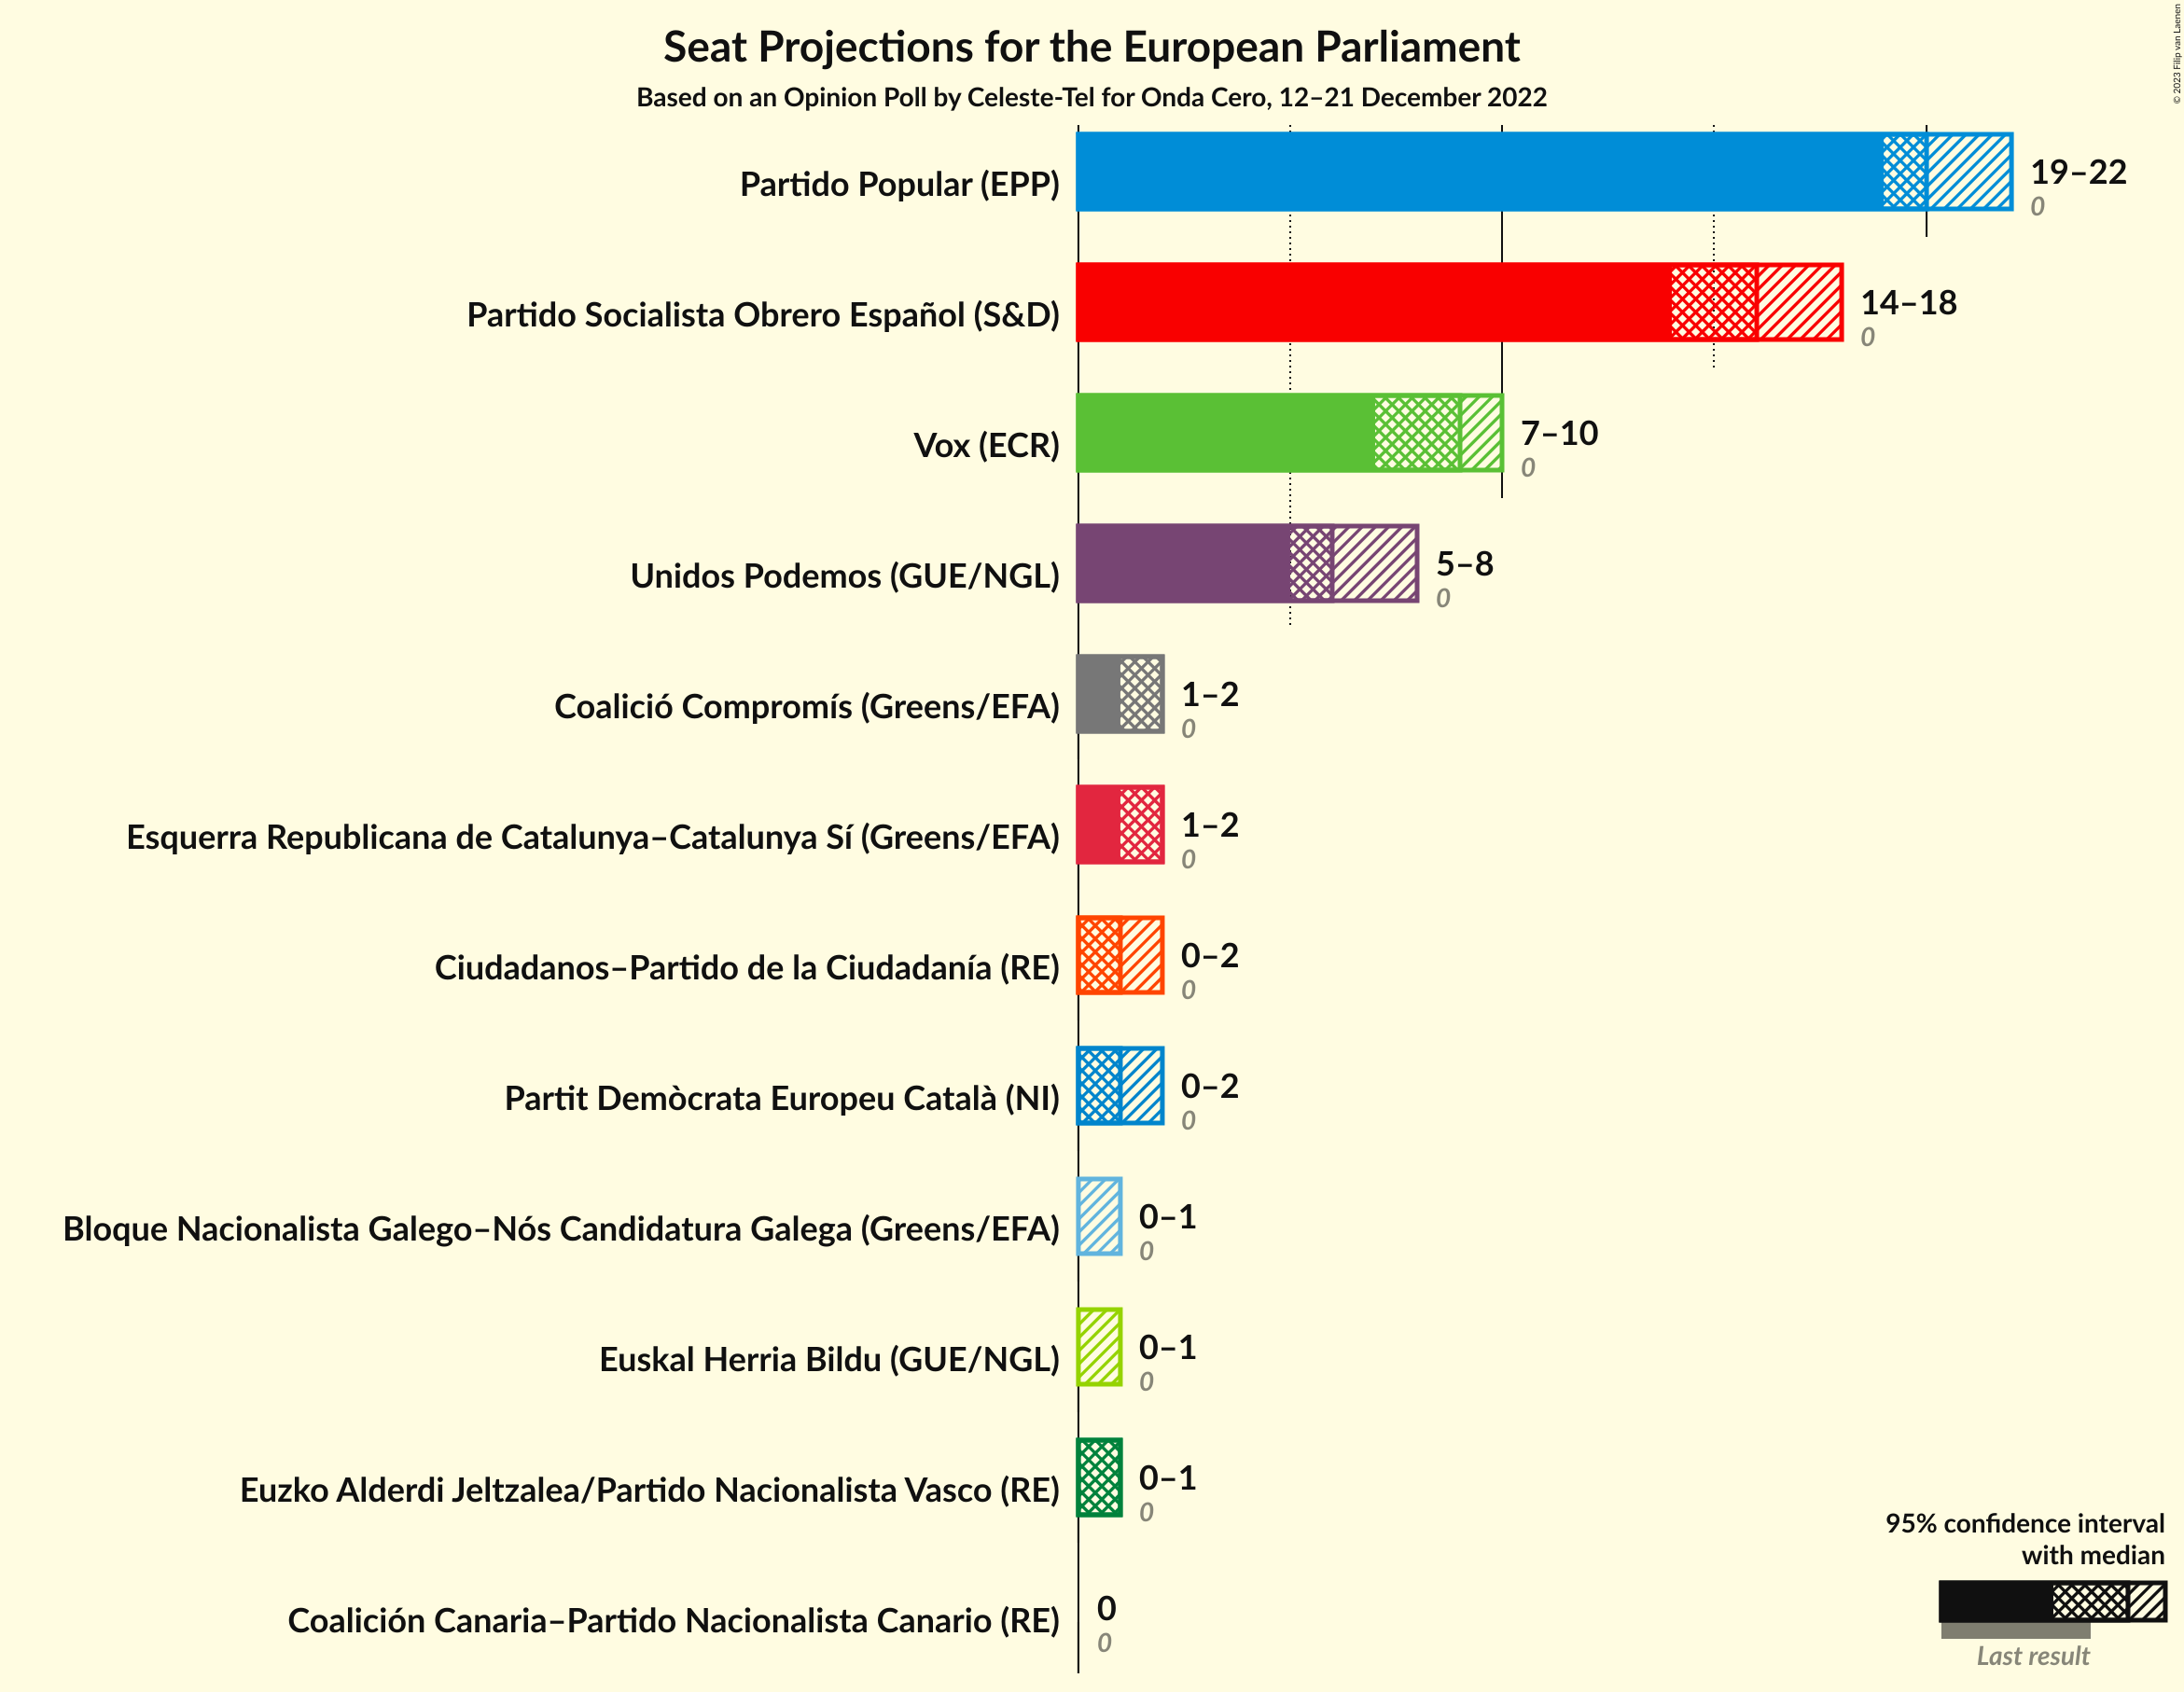 © 2023 Filip van Laenen
Seat Projections for the European Parliament
Based on an Opinion Poll by Celeste-Tel for Onda Cero, 12–21 December 2022
Partido Popular (EPP)
19–22
0
Partido Socialista Obrero Español (S&D)
14–18
0
Vox (ECR)
7–10
0
Unidos Podemos (GUE/NGL)
5–8
0
Coalició Compromís (Greens/EFA)
1–2
0
Esquerra Republicana de Catalunya–Catalunya Sí (Greens/EFA)
1–2
0
Ciudadanos–Partido de la Ciudadanía (RE)
0–2
0
Partit Demòcrata Europeu Català (NI)
0–2
0
Bloque Nacionalista Galego–Nós Candidatura Galega (Greens/EFA)
0–1
0
Euskal Herria Bildu (GUE/NGL)
0–1
0
Euzko Alderdi Jeltzalea/Partido Nacionalista Vasco (RE)
0–1
0
Coalición Canaria–Partido Nacionalista Canario (RE)
0
0
95% confidence interval
with median
Last result